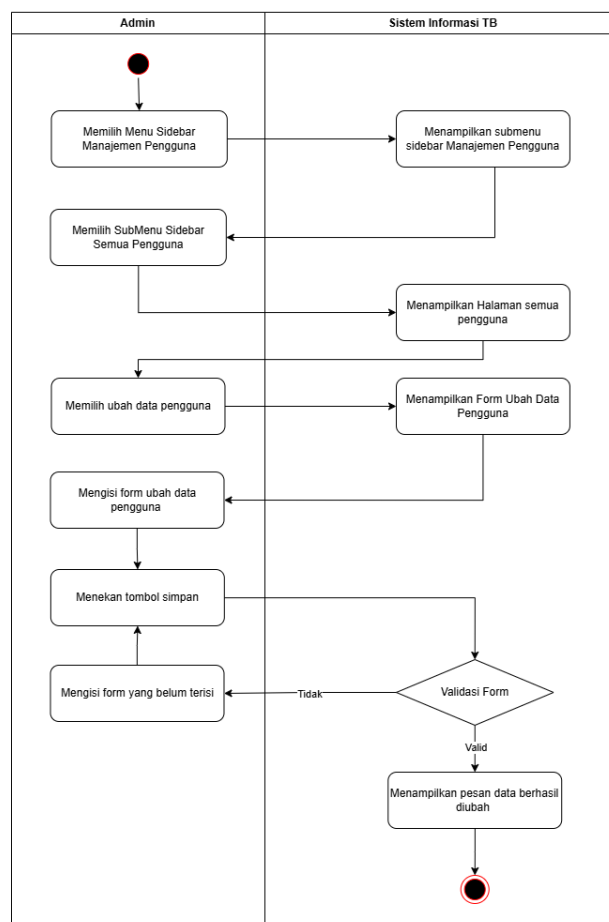 Admin
Sistem Informasi TB
Memilih Menu Sidebar
Manajemen Pengguna
Menampilkan submenu
sidebar Manajemen Pengguna
Memilih SubMenu Sidebar
Semua Pengguna
Menampilkan Halaman semua
pengguna
Memilih ubah data pengguna
Menampilkan Form Ubah Data
Pengguna
Mengisi form ubah data
pengguna
Menekan tombol simpan
Mengisi form yang belum terisi
Tidak
Validasi Form
Valid
Menampilkan pesan data berhasil
diubah